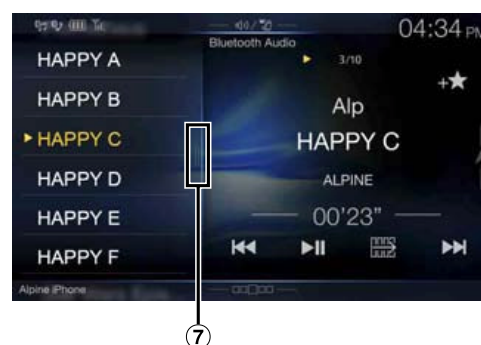 04:34 PM
Bluetooth Audio
3/10
HAPPY A
HAPPY B
HAPPY C
HAPPY D
HAPPY E
HAPPY F
Alp
HAPPY C
ALPINE
00'23"
Alpine iPhone
7